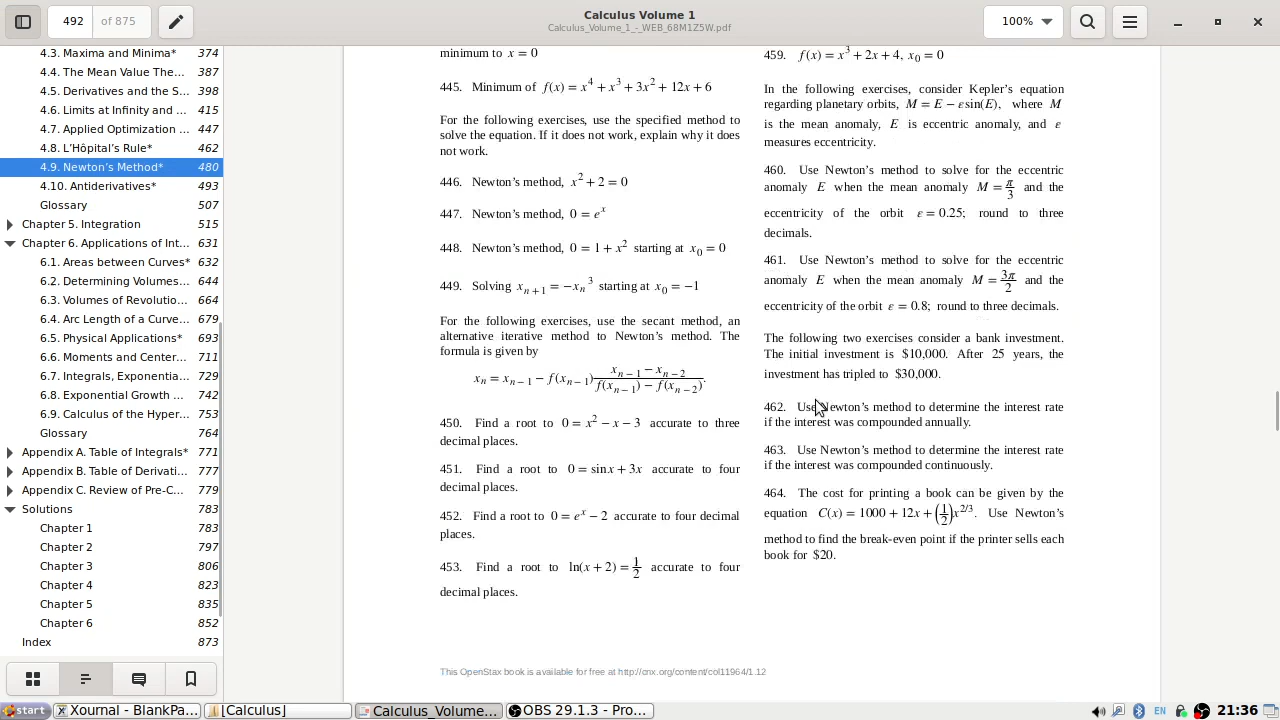 492 of 875
Calculus Volume 1
Calculus_Volume_1_-_WEB_68M1Z5W.pdf
100%
4.3. Maxima and Minima* 374
4.4. The Mean Value The... 387
4.5. Derivatives and the S... 398
4.6. Limits at Infinity and ... 415
4.7. Applied Optimization ... 447
4.8. L'Hôpital's Rule* 462
4.9. Newton's Method* 480
4.10. Antiderivatives* 493
Glossary 507
Chapter 5. Integration 515
Chapter 6. Applications of Int... 631
6.1. Areas between Curves* 632
6.2. Determining Volumes... 644
6.3. Volumes of Revolutio... 664
6.4. Arc Length of a Curve... 679
6.5. Physical Applications* 693
6.6. Moments and Center... 711
6.7. Integrals, Exponentia... 729
6.8. Exponential Growth ... 742
6.9. Calculus of the Hyper... 753
Glossary 764
Appendix A. Table of Integrals* 771
Appendix B. Table of Derivati... 777
Appendix C. Review of Pre-C... 779
Solutions 783
Chapter 1 783
Chapter 2 797
Chapter 3 806
Chapter 4 823
Chapter 5 835
Chapter 6 852
Index 873
minimum to x = 0
445. Minimum of f(x) = x^4 + x^3 + 3x^2 + 12x + 6
For the following exercises, use the specified method to
solve the equation. If it does not work, explain why it does
not work.
446. Newton's method, x^2 + 2 = 0
447. Newton's method, 0 = e^x
448. Newton's method, 0 = 1 + x^2 starting at x_0 = 0
449. Solving x_{n+1} = −x_n^3 starting at x_0 = −1
For the following exercises, use the secant method, an
alternative iterative method to Newton's method. The
formula is given by
x_n = x_{n−1} − f(x_{n−1}) \frac{x_{n−1} − x_{n−2}}{f(x_{n−1}) − f(x_{n−2})}.
450. Find a root to 0 = x^2 − x − 3 accurate to three
decimal places.
451. Find a root to 0 = sin x + 3x accurate to four
decimal places.
452. Find a root to 0 = e^x − 2 accurate to four decimal
places.
453. Find a root to ln(x + 2) = \frac{1}{2} accurate to four
decimal places.
459. f(x) = x^3 + 2x + 4, x_0 = 0
In the following exercises, consider Kepler's equation
regarding planetary orbits, M = E − εsin(E), where M
is the mean anomaly, E is eccentric anomaly, and ε
measures eccentricity.
460. Use Newton's method to solve for the eccentric
anomaly E when the mean anomaly M = \frac{π}{3} and the
eccentricity of the orbit ε = 0.25; round to three
decimals.
461. Use Newton's method to solve for the eccentric
anomaly E when the mean anomaly M = \frac{3π}{2} and the
eccentricity of the orbit ε = 0.8; round to three decimals.
The following two exercises consider a bank investment.
The initial investment is $10,000. After 25 years, the
investment has tripled to $30,000.
462. Use Newton's method to determine the interest rate
if the interest was compounded annually.
463. Use Newton's method to determine the interest rate
if the interest was compounded continuously.
464. The cost for printing a book can be given by the
equation C(x) = 1000 + 12x + (\frac{1}{2})x^{2/3}. Use Newton's
method to find the break-even point if the printer sells each
book for $20.
This OpenStax book is available for free at http://cnx.org/content/col11964/1.12
start
Xournal - BlankPa...
[Calculus]
Calculus_Volume...
OBS 29.1.3 - Pro...
EN
21:36